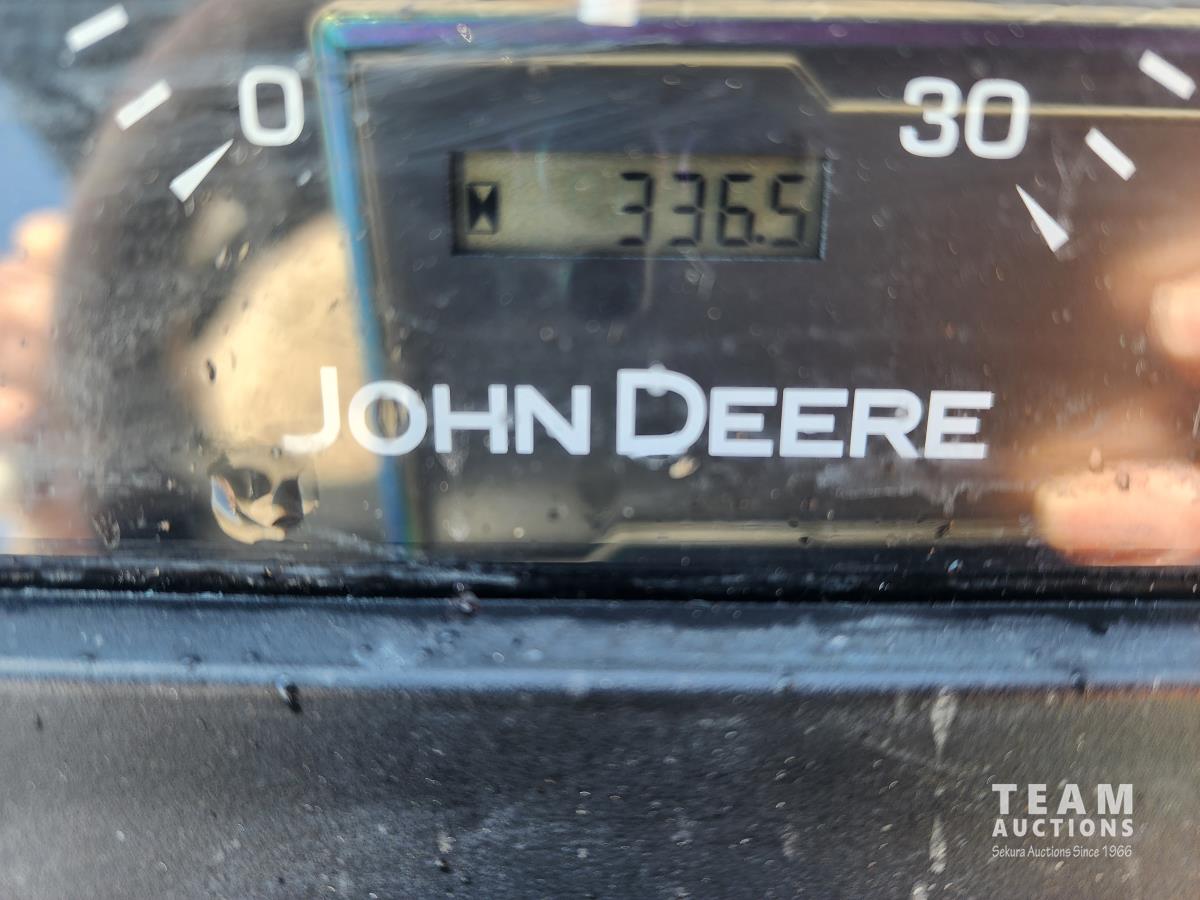 0
30
336.5
JOHN DEERE
TEAM
AUCTIONS
Sekura Auctions Since 1966